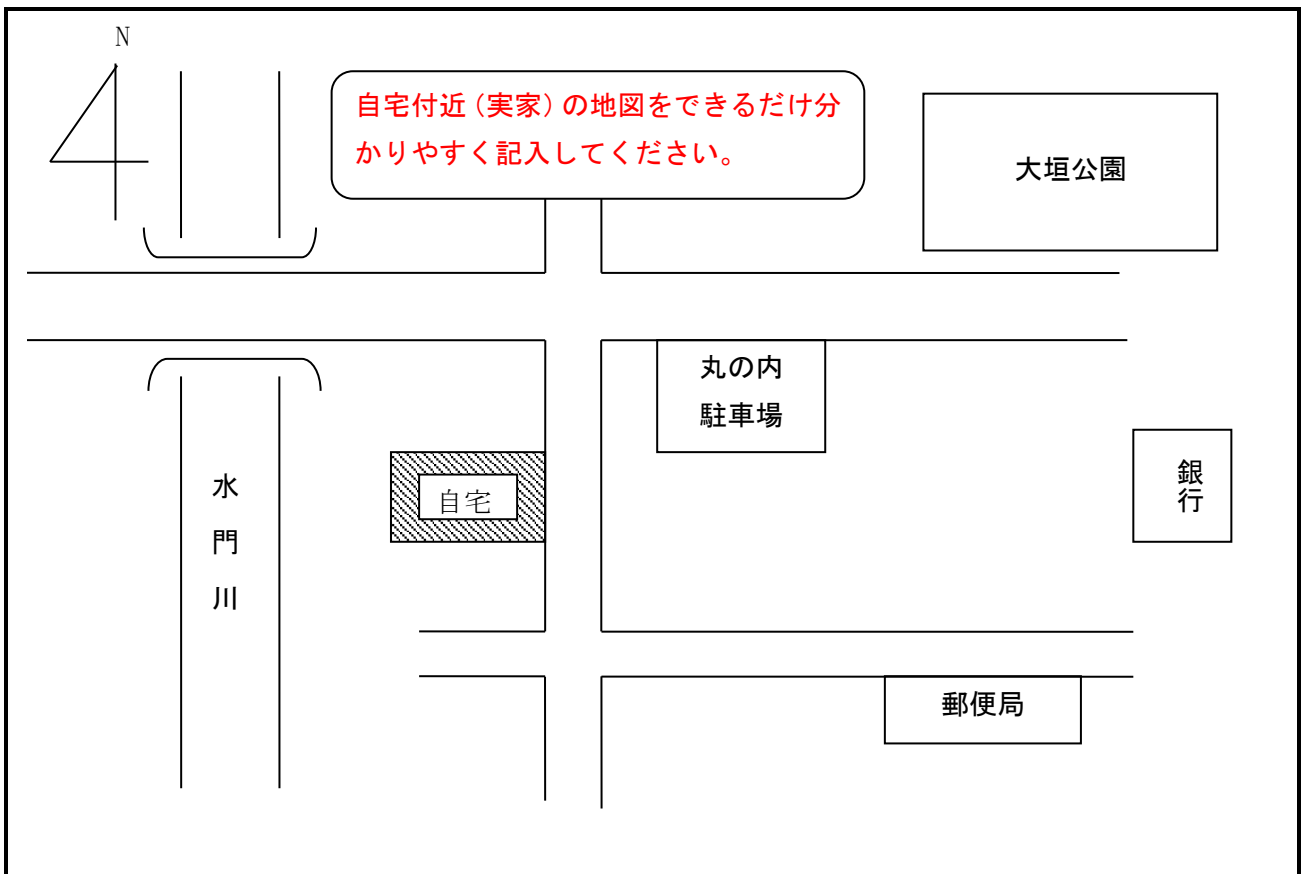 N
自宅付近(実家)の地図をできるだけ分
かりやすく記入してください。
大垣公園
丸の内
駐車場
銀行
水門川
自宅
郵便局